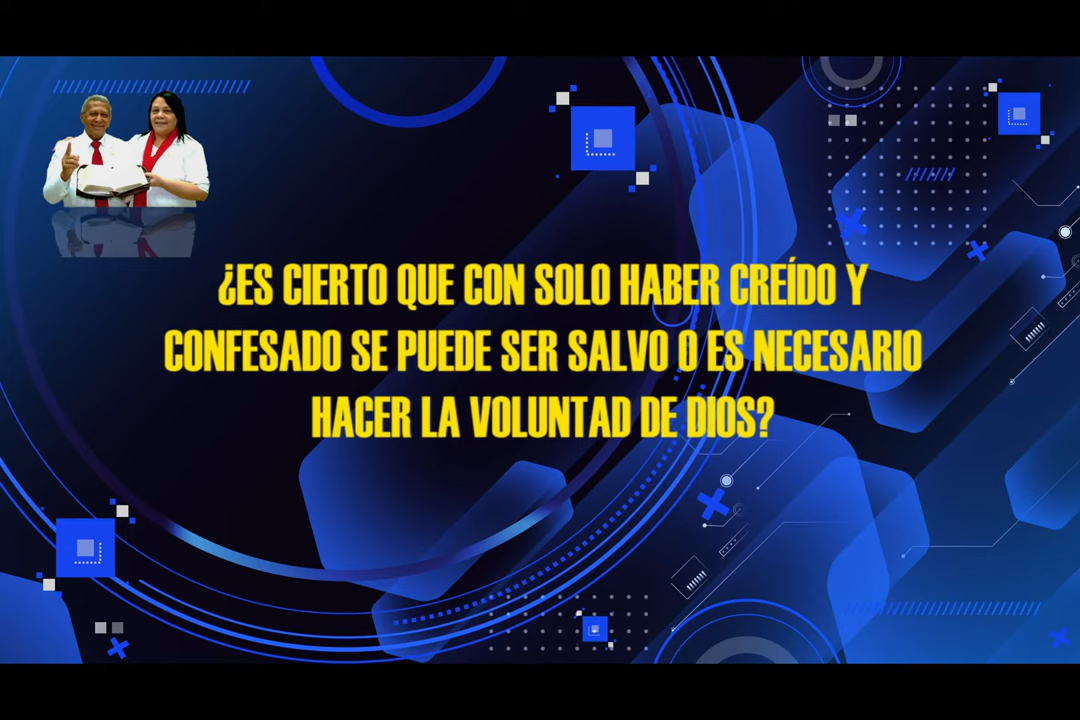 ¿ES CIERTO QUE CON SOLO HABER CREÍDO Y
CONFESADO SE PUEDE SER SALVO O ES NECESARIO
HACER LA VOLUNTAD DE DIOS?